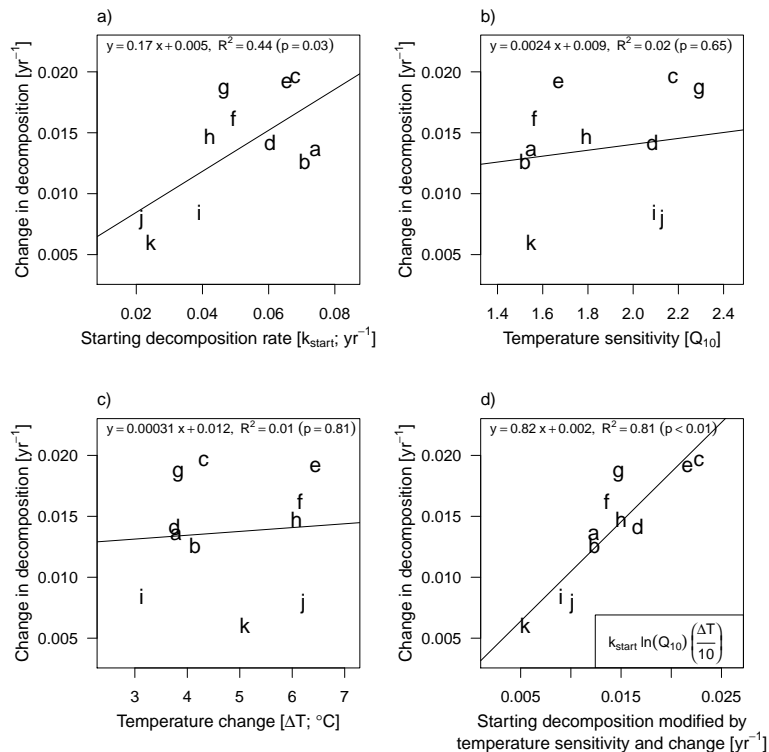 a)
y = 0.17 x + 0.005, R² = 0.44 (p = 0.03)
Change in decomposition [yr⁻¹]
0.020
0.015
0.010
0.005
e c
g
f
h
d a
b
i
j
k
0.02 0.04 0.06 0.08
Starting decomposition rate [k_start; yr⁻¹]
b)
y = 0.0024 x + 0.009, R² = 0.02 (p = 0.65)
Change in decomposition [yr⁻¹]
0.020
0.015
0.010
0.005
e c
g
f
h
a d
b
i
j
k
1.4 1.6 1.8 2.0 2.2 2.4
Temperature sensitivity [Q₁₀]
c)
y = 0.00031 x + 0.012, R² = 0.01 (p = 0.81)
Change in decomposition [yr⁻¹]
0.020
0.015
0.010
0.005
c e
g
f
h
d
a
b
i
j
k
3 4 5 6 7
Temperature change [ΔT; °C]
d)
y = 0.82 x + 0.002, R² = 0.81 (p < 0.01)
Change in decomposition [yr⁻¹]
0.020
0.015
0.010
0.005
e c
g
f
h
d
a
b
i
j
k
k_start ln(Q₁₀) (ΔT/10)
0.005 0.015 0.025
Starting decomposition modified by
temperature sensitivity and change [yr⁻¹]